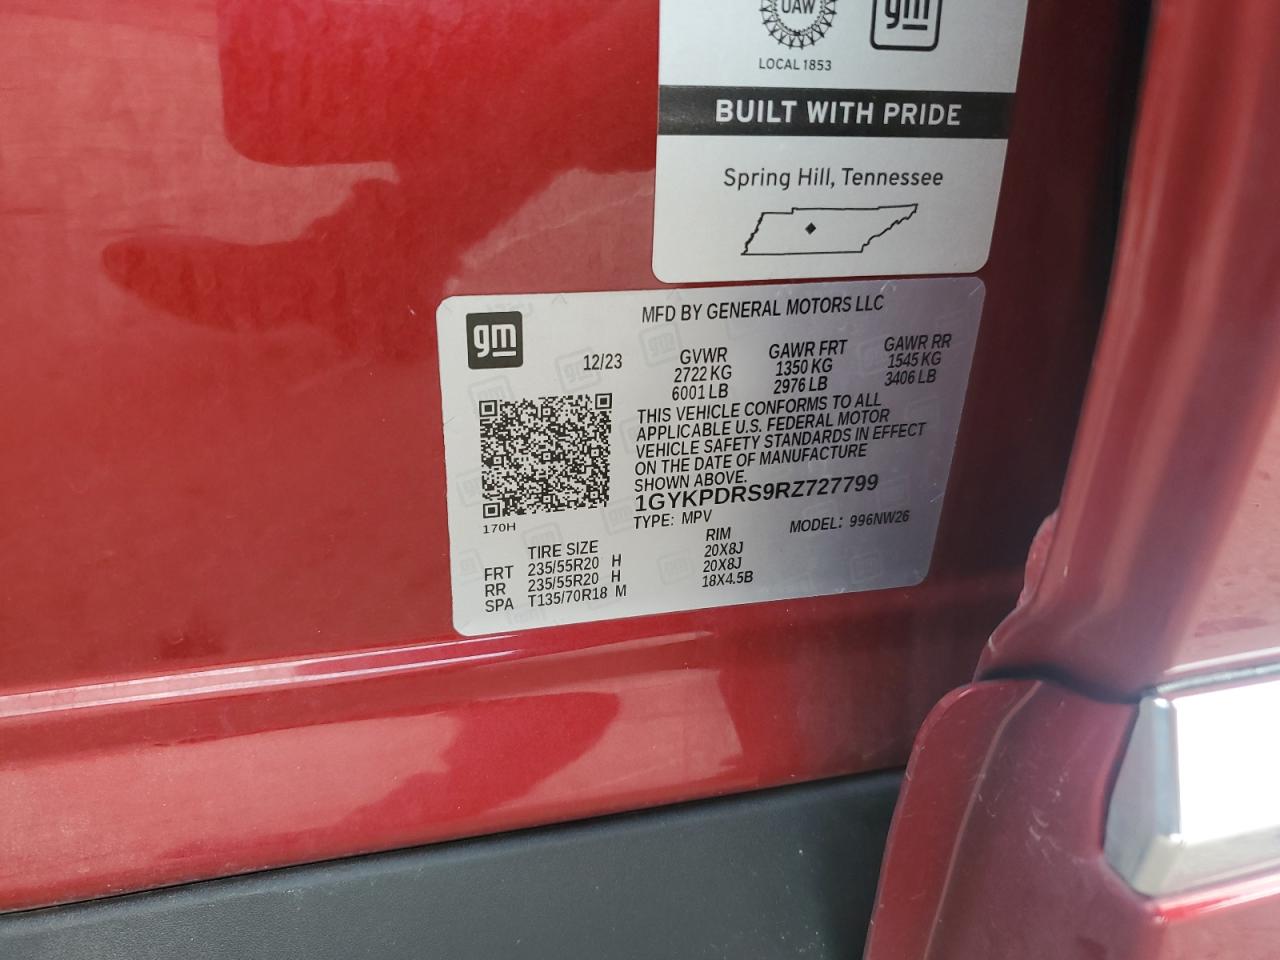 UAW
gm
LOCAL 1853
BUILT WITH PRIDE
Spring Hill, Tennessee
gm
MFD BY GENERAL MOTORS LLC
12/23
GVWR
2722 KG
6001 LB
GAWR FRT
1350 KG
2976 LB
GAWR RR
1545 KG
3406 LB
THIS VEHICLE CONFORMS TO ALL
APPLICABLE U.S. FEDERAL MOTOR
VEHICLE SAFETY STANDARDS IN EFFECT
ON THE DATE OF MANUFACTURE
SHOWN ABOVE.
1GYKPDRS9RZ727799
TYPE: MPV
MODEL: 996NW26
170H
TIRE SIZE RIM
FRT 235/55R20 H 20X8J
RR 235/55R20 H 20X8J
SPA T135/70R18 M 18X4.5B